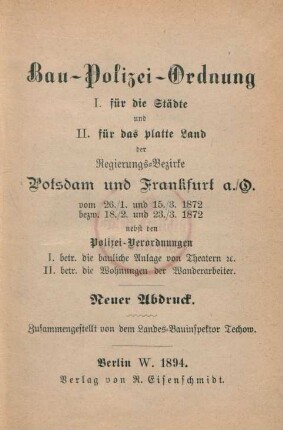 Bau-Polizei-Ordnung
I. für die Städte
und
II. für das platte Land
der
Regierungs-Bezirke
Potsdam und Frankfurt a./O.
vom 26./1. und 15./3. 1872
bezw. 18./2. und 23./3. 1872
nebst den
Polizei-Verordnungen
I. betr. die bauliche Anlage von Theatern ꝛc.
II. betr. die Wohnungen der Wanderarbeiter.
Neuer Abdruck.
Zusammengestellt von dem Landes-Bauinspektor Techow.
Berlin W. 1894.
Verlag von R. Eisenschmidt.